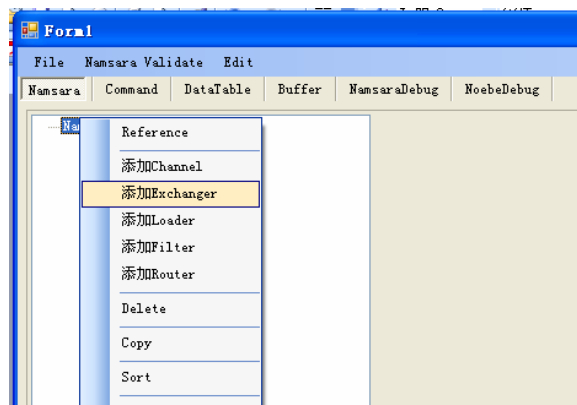 Form1
File Namsara Validate Edit
Namsara Command DataTable Buffer NamsaraDebug NoebeDebug
Reference
添加Channel
添加Exchanger
添加Loader
添加Filter
添加Router
Delete
Copy
Sort